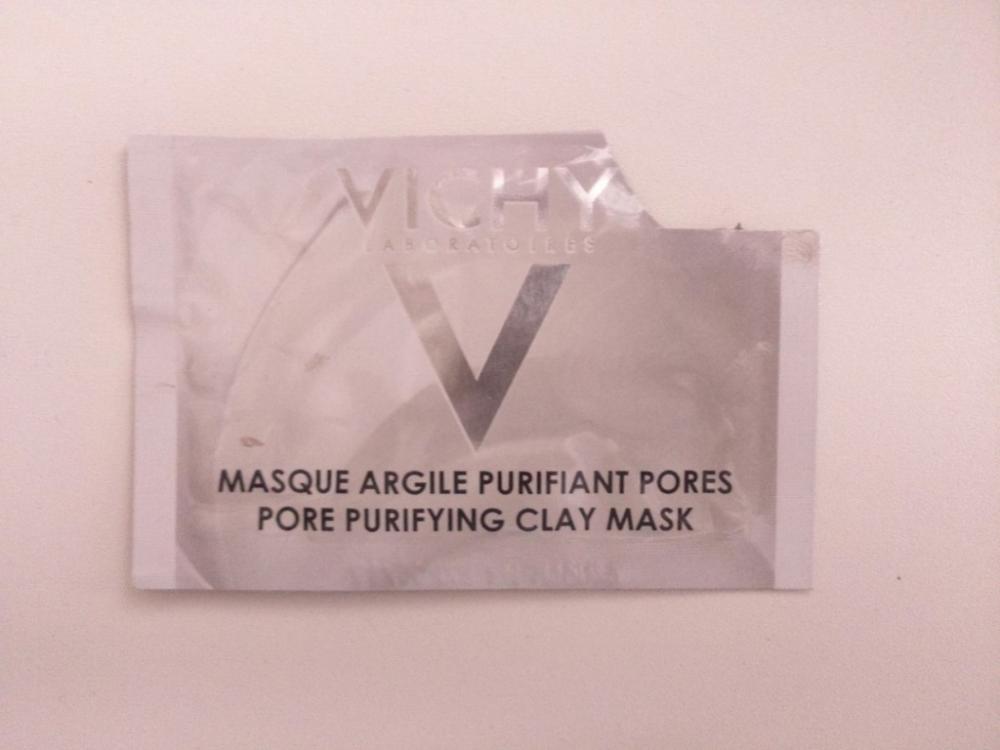 VICHY
LABORATOIRES
V
MASQUE ARGILE PURIFIANT PORES
PORE PURIFYING CLAY MASK